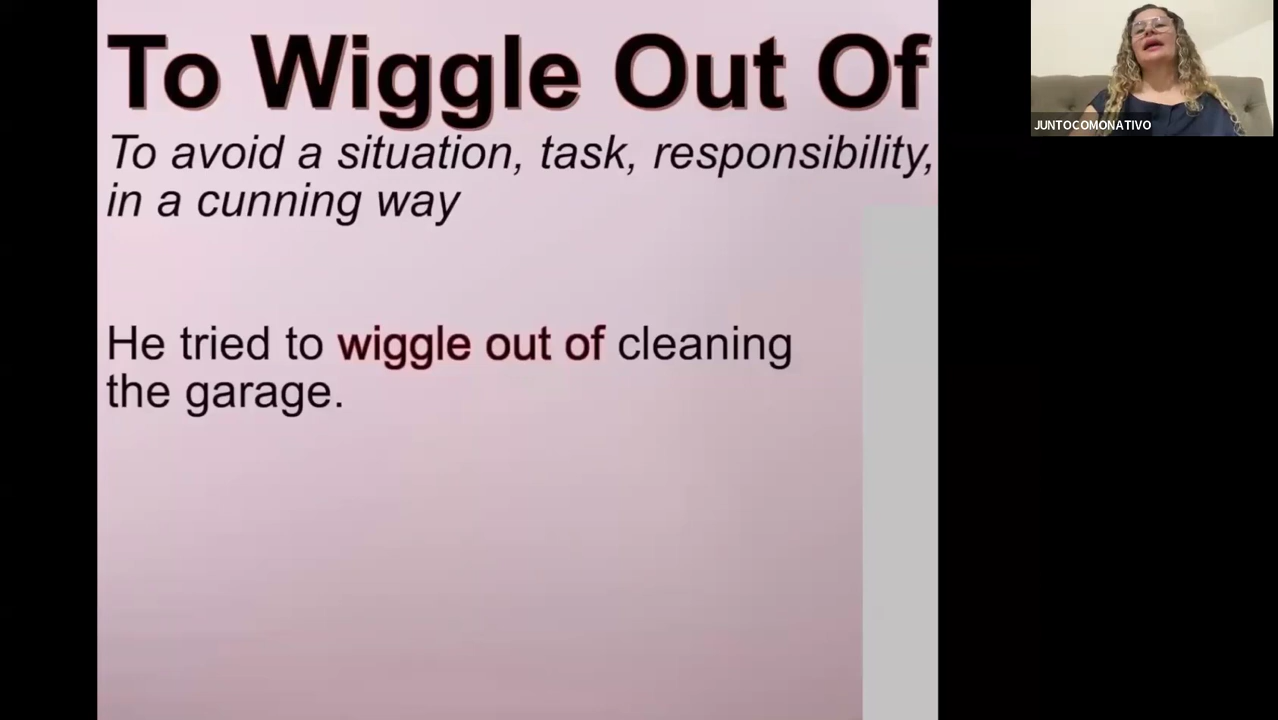 To Wiggle Out Of
To avoid a situation, task, responsibility,
in a cunning way
He tried to wiggle out of cleaning
the garage.
JUNTOCOMONATIVO